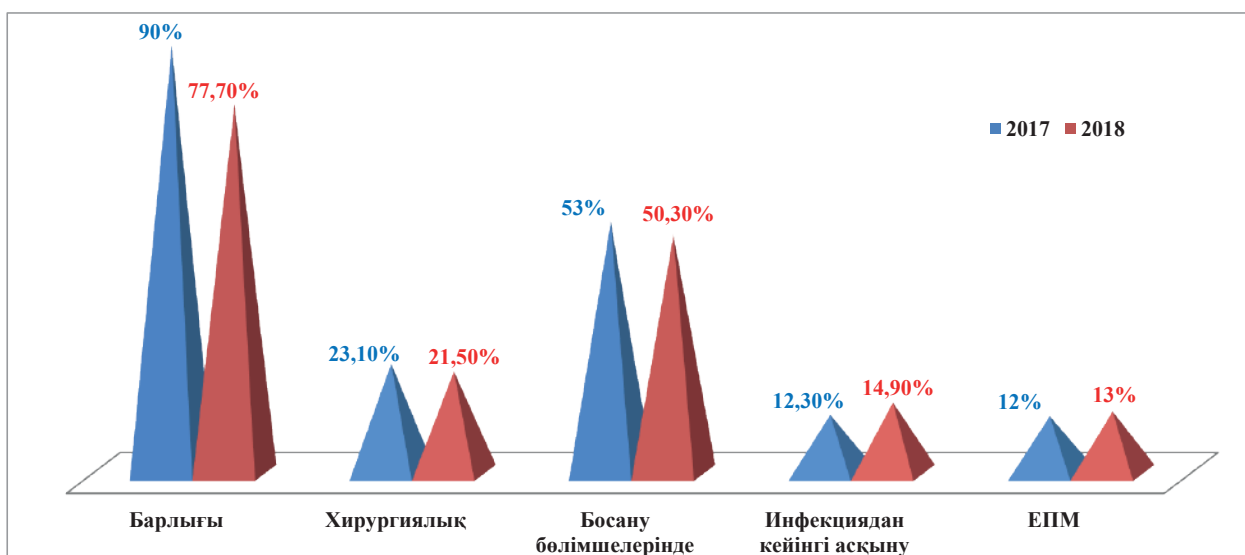 90%
77,70%
2017 2018
53%
50,30%
23,10%
21,50%
12,30%
14,90%
12%
13%
Барлығы
Хирургиялық
Босану
бөлімшелерінде
Инфекциядан
кейінгі асқыну
ЕПМ